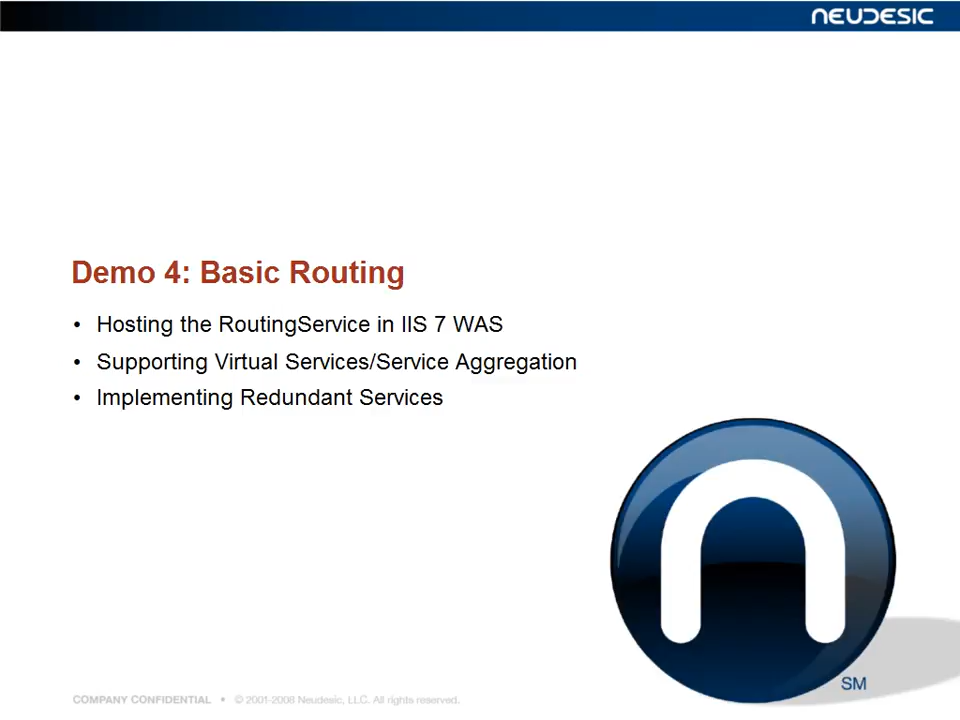 NEUDESIC
Demo 4: Basic Routing
• Hosting the RoutingService in IIS 7 WAS
• Supporting Virtual Services/Service Aggregation
• Implementing Redundant Services
SM
COMPANY CONFIDENTIAL • © 2001-2008 Neudesic, LLC. All rights reserved.